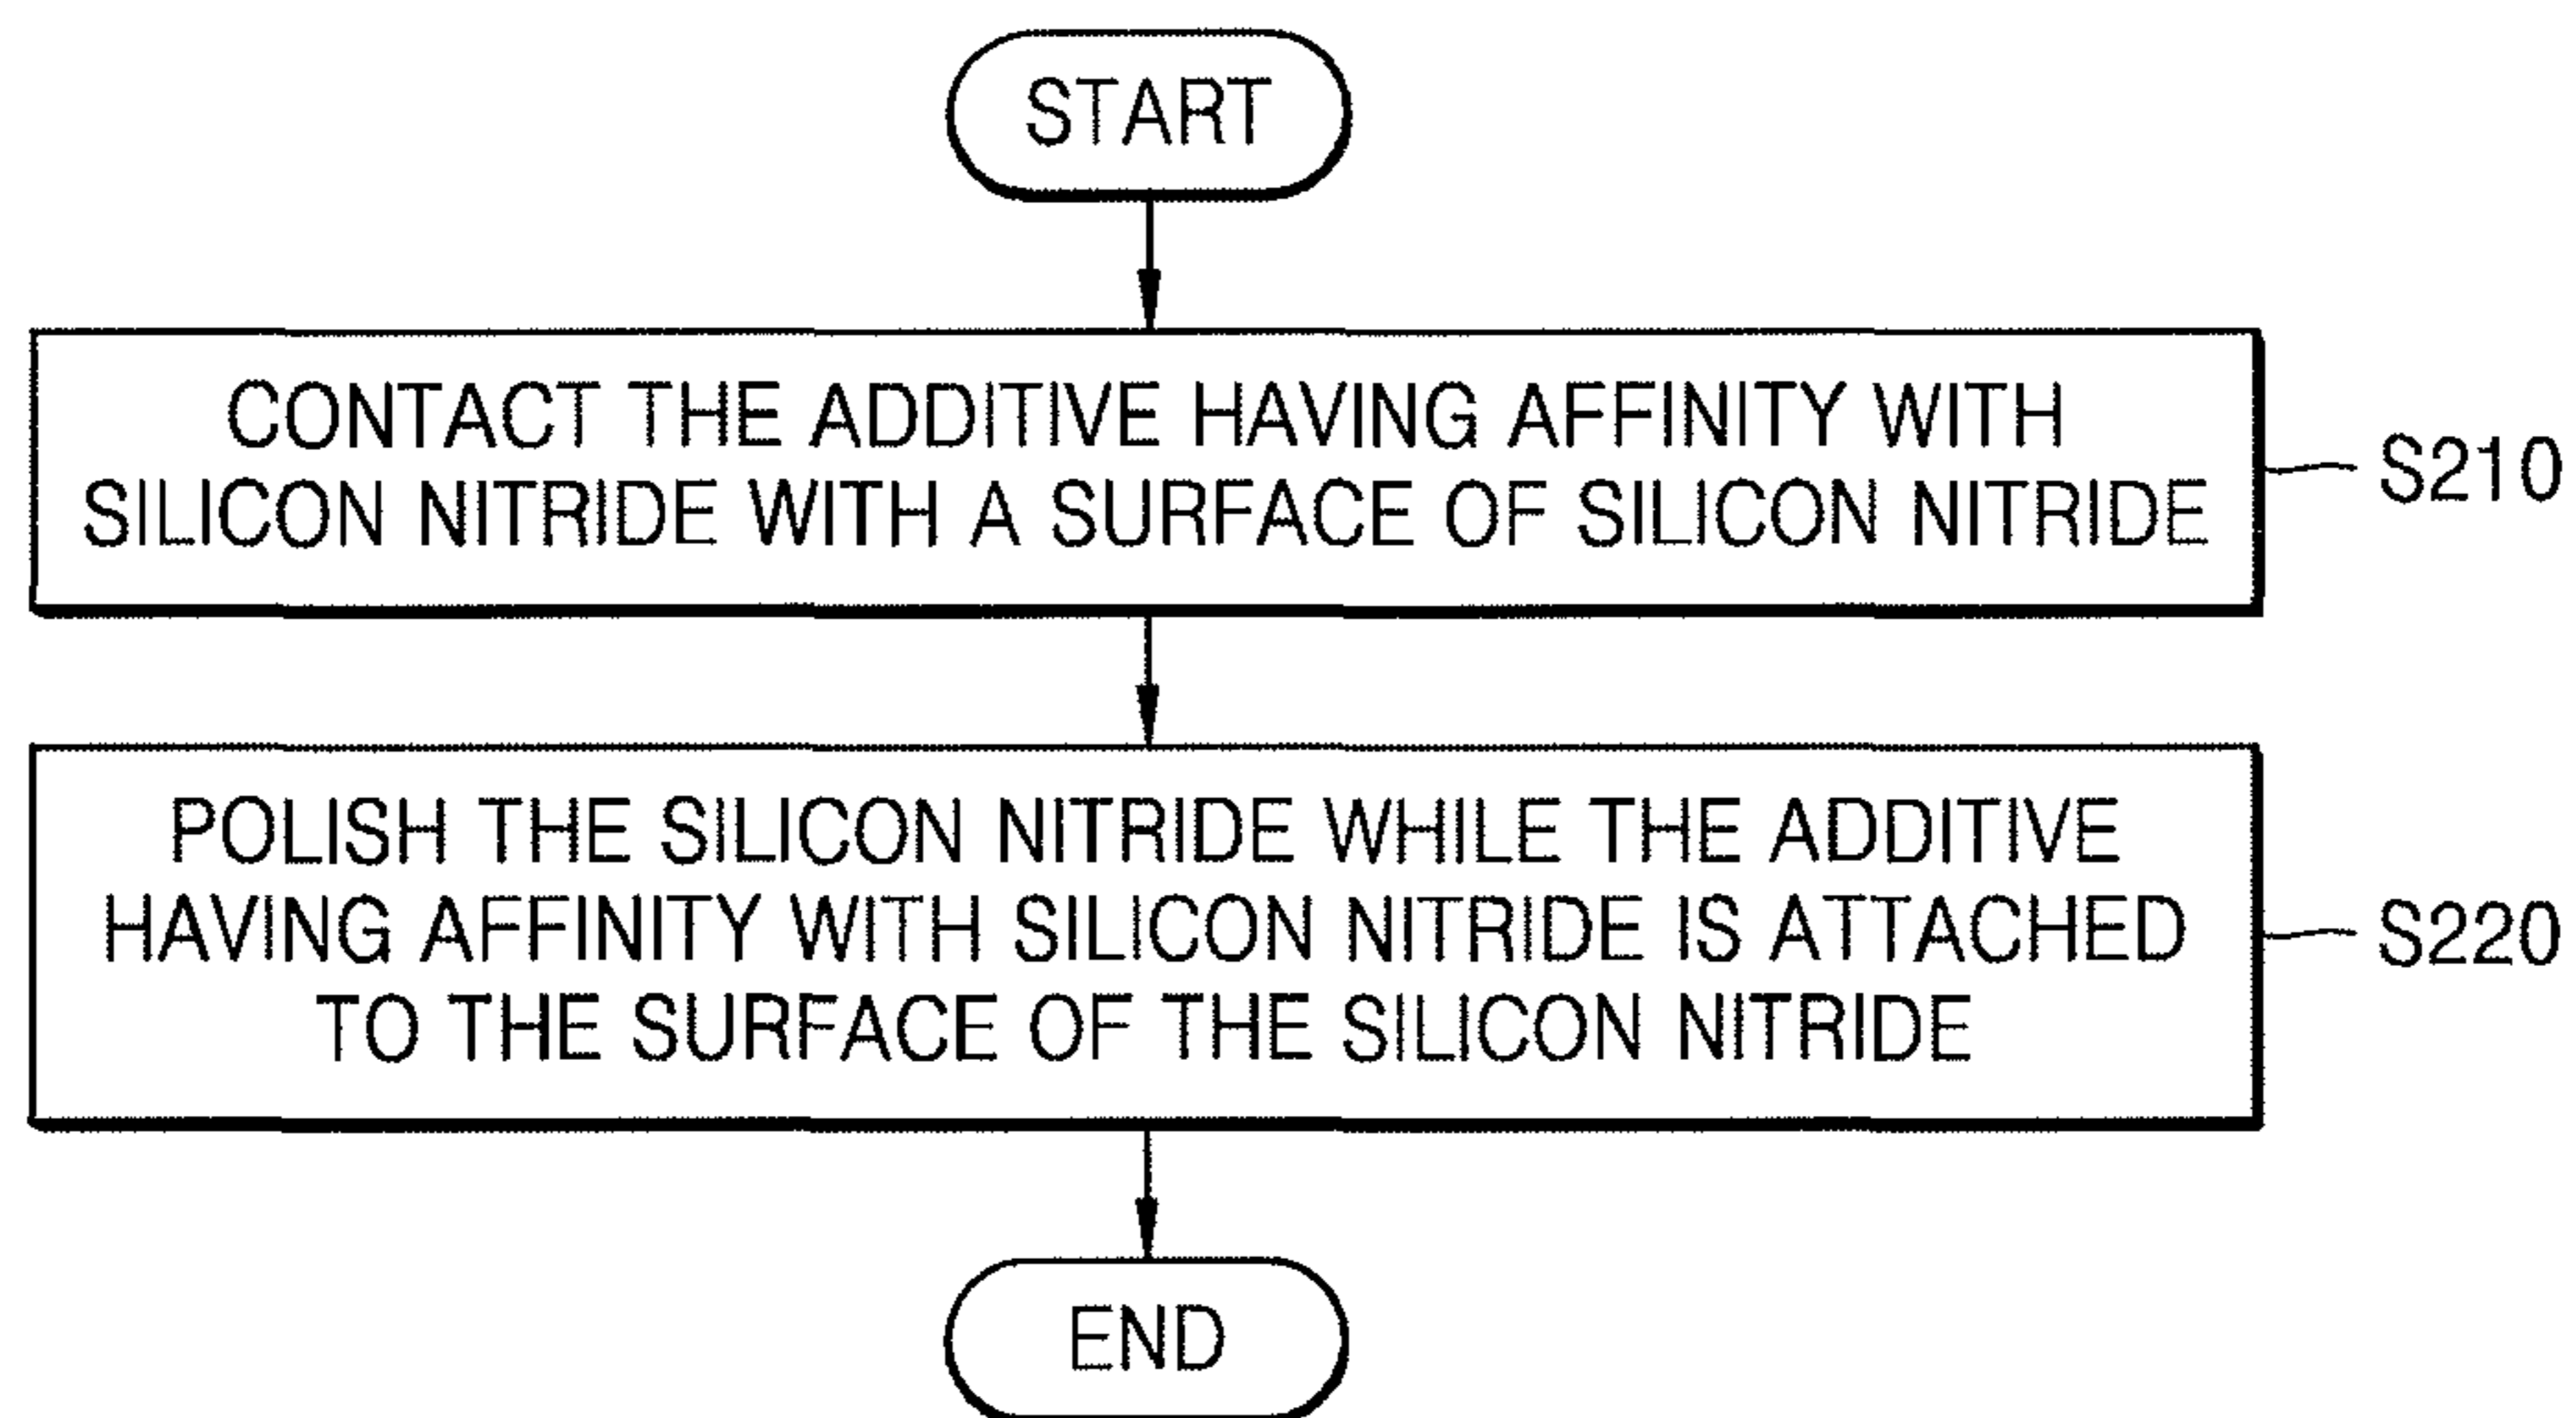 START
CONTACT THE ADDITIVE HAVING AFFINITY WITH
SILICON NITRIDE WITH A SURFACE OF SILICON NITRIDE
S210
POLISH THE SILICON NITRIDE WHILE THE ADDITIVE
HAVING AFFINITY WITH SILICON NITRIDE IS ATTACHED
TO THE SURFACE OF THE SILICON NITRIDE
S220
END